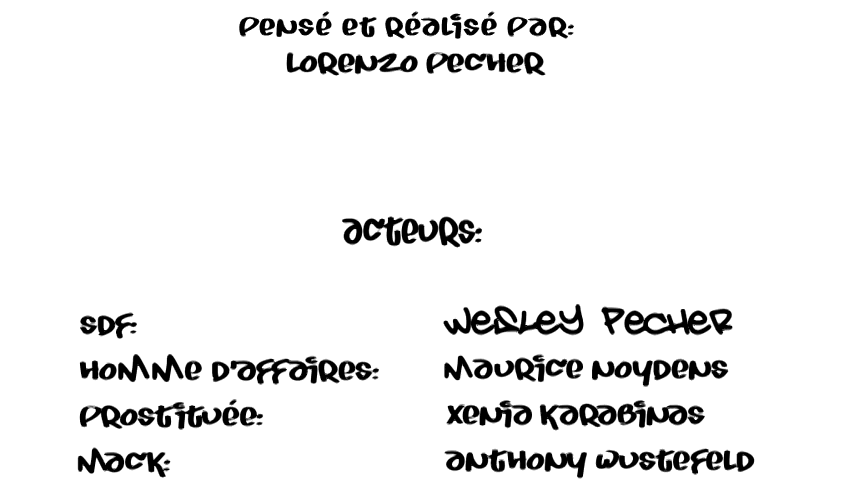 Pensé et Réalisé par:
Lorenzo Pecher
Acteurs:
SDF: Wesley Pecher
Homme d'affaires: Maurice Noydens
Prostituée: Xenia Karabinas
Mack: Anthony Wustefeld